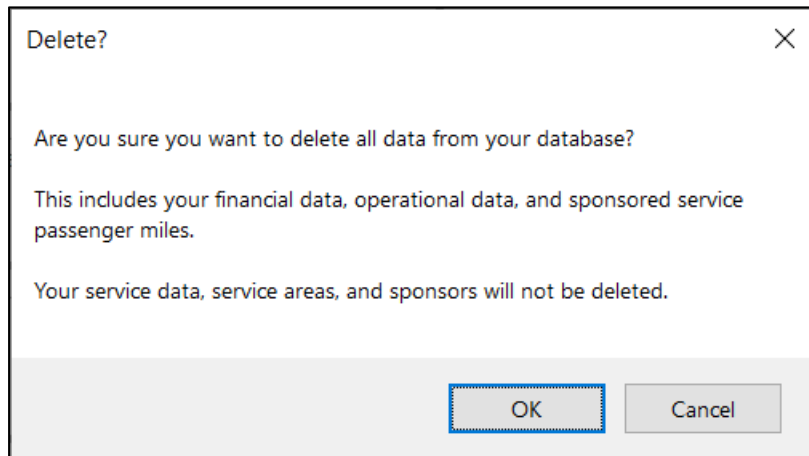 Delete?
Are you sure you want to delete all data from your database?
This includes your financial data, operational data, and sponsored service
passenger miles.
Your service data, service areas, and sponsors will not be deleted.
OK
Cancel